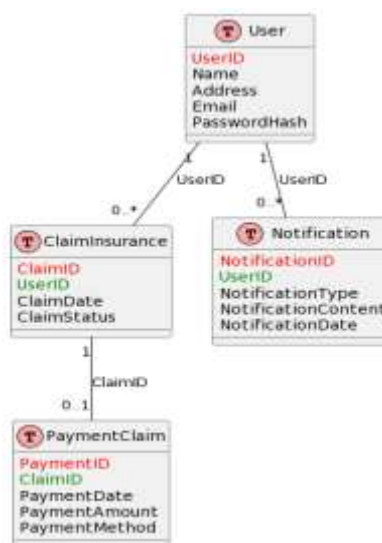 T User
UserID
Name
Address
Email
PasswordHash
1
1
UserID
UserID
0..*
0..*
T ClaimInsurance
ClaimID
UserID
ClaimDate
ClaimStatus
T Notification
NotificationID
UserID
NotificationType
NotificationContent
NotificationDate
1
ClaimID
0..1
T PaymentClaim
PaymentID
ClaimID
PaymentDate
PaymentAmount
PaymentMethod